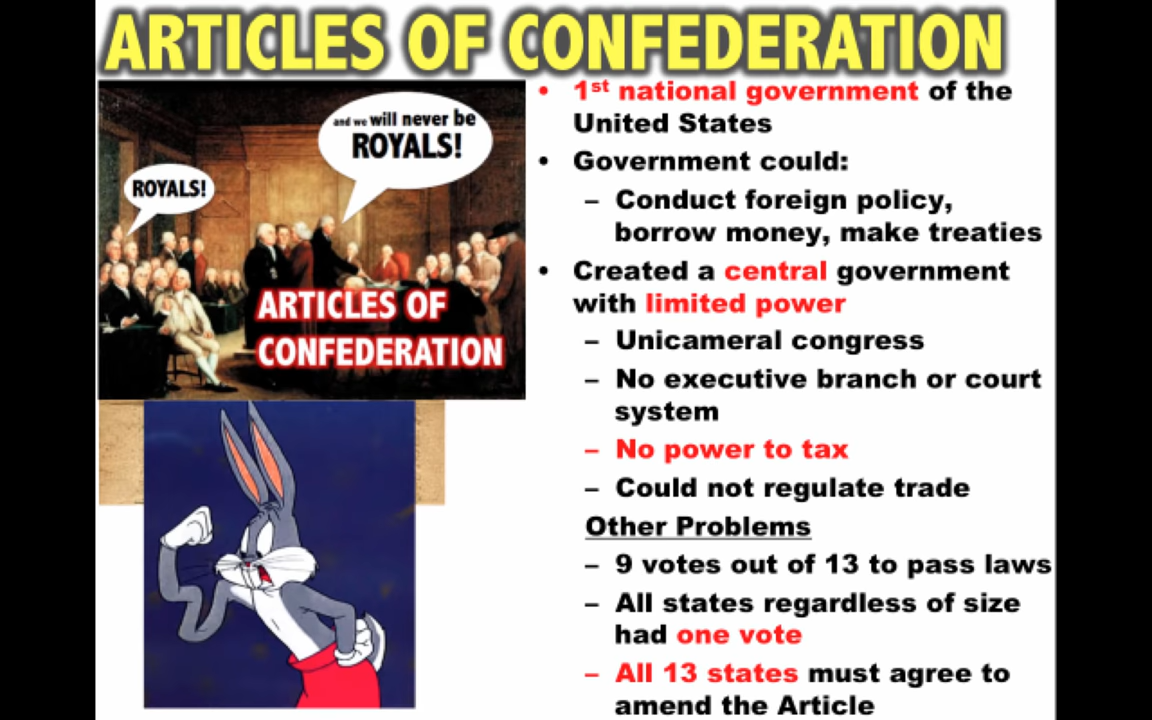 ARTICLES OF CONFEDERATION
and we will never be
ROYALS!
ROYALS!
ARTICLES OF
CONFEDERATION
• 1st national government of the
United States
• Government could:
– Conduct foreign policy,
borrow money, make treaties
• Created a central government
with limited power
– Unicameral congress
– No executive branch or court
system
– No power to tax
– Could not regulate trade
Other Problems
– 9 votes out of 13 to pass laws
– All states regardless of size
had one vote
– All 13 states must agree to
amend the Article